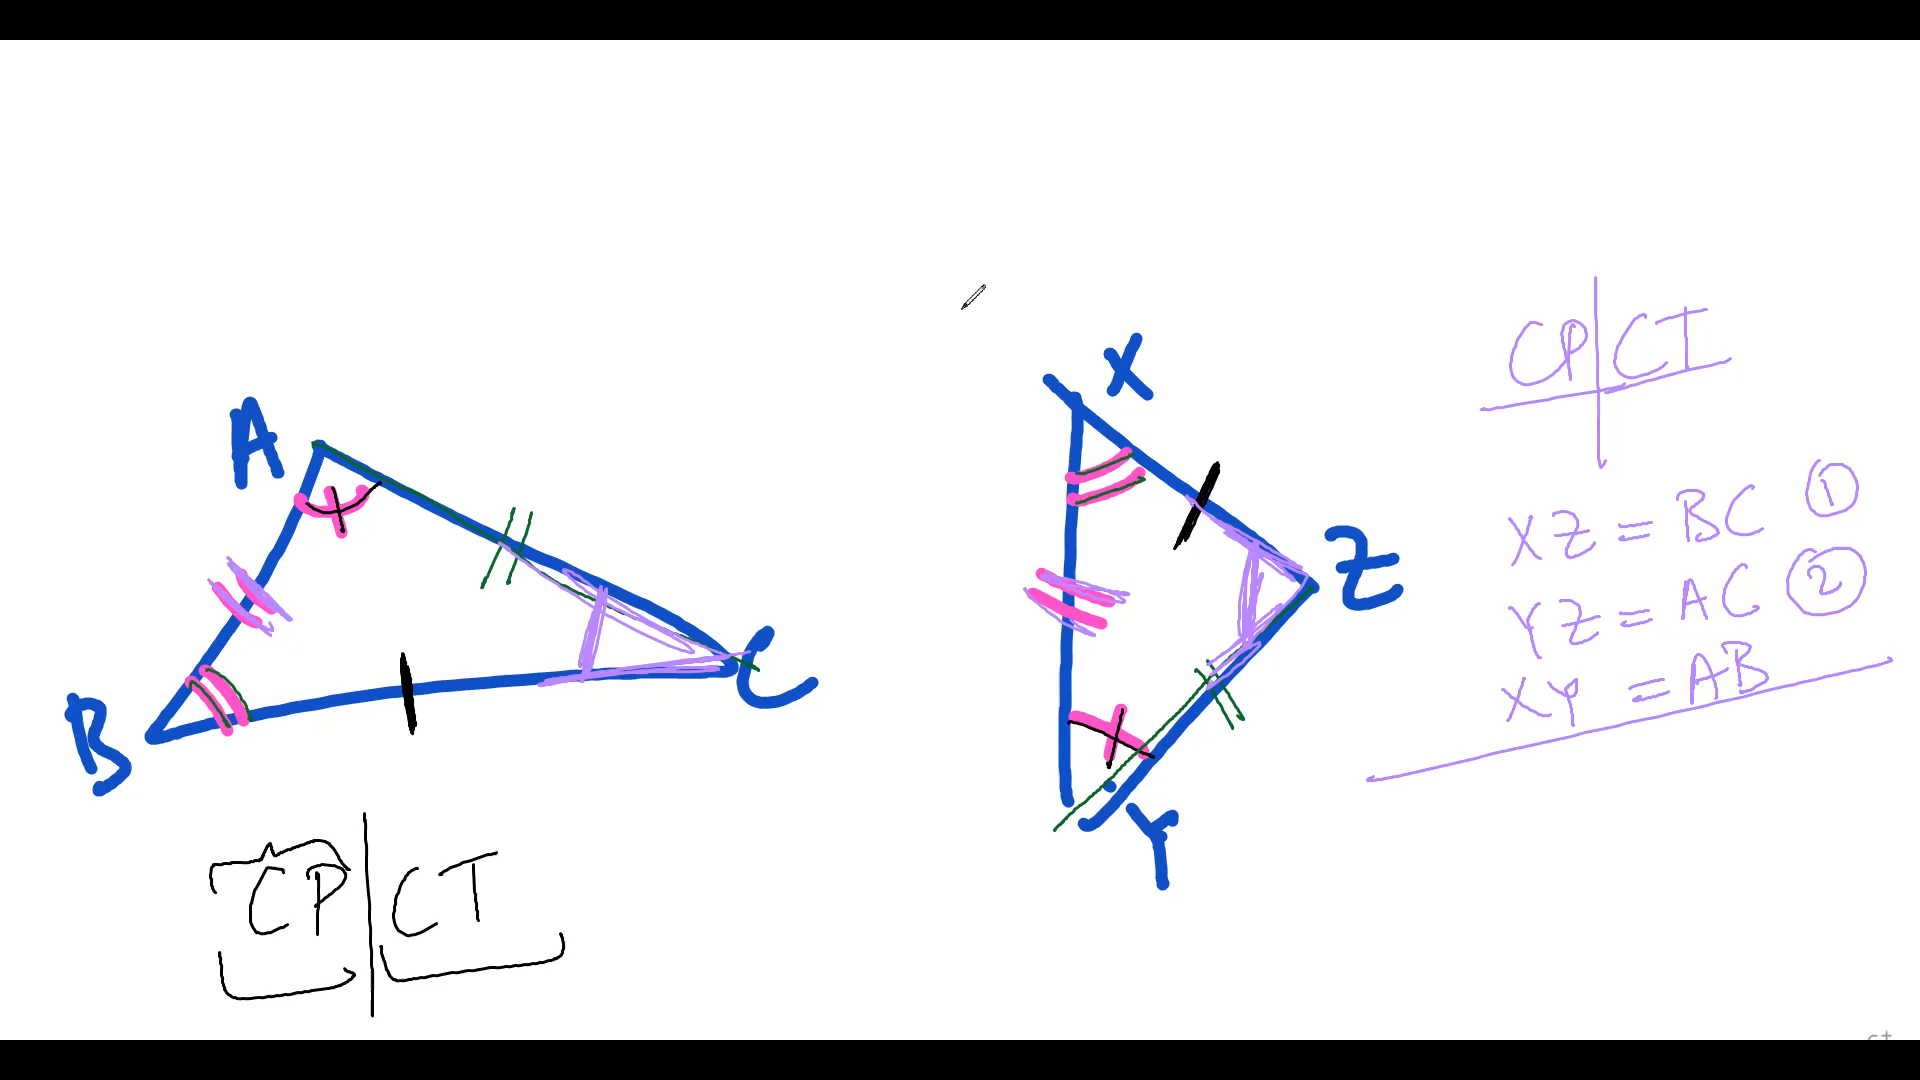 A
B
C
X
Z
Y
CP CT
CP CT
XZ = BC 1
YZ = AC 2
XY = AB